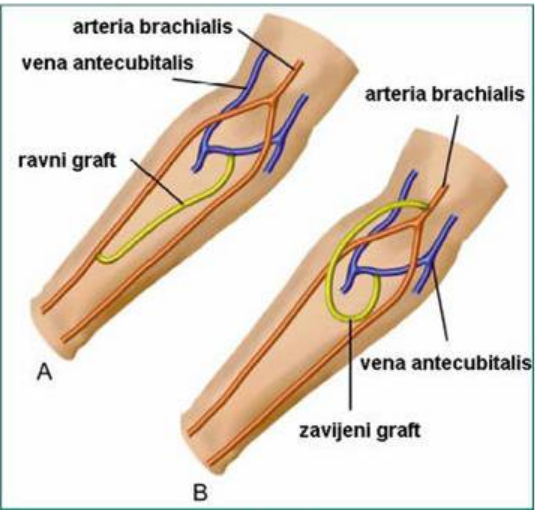 arteria brachialis
vena antecubitalis
ravni graft
A
arteria brachialis
vena antecubitalis
zavijeni graft
B